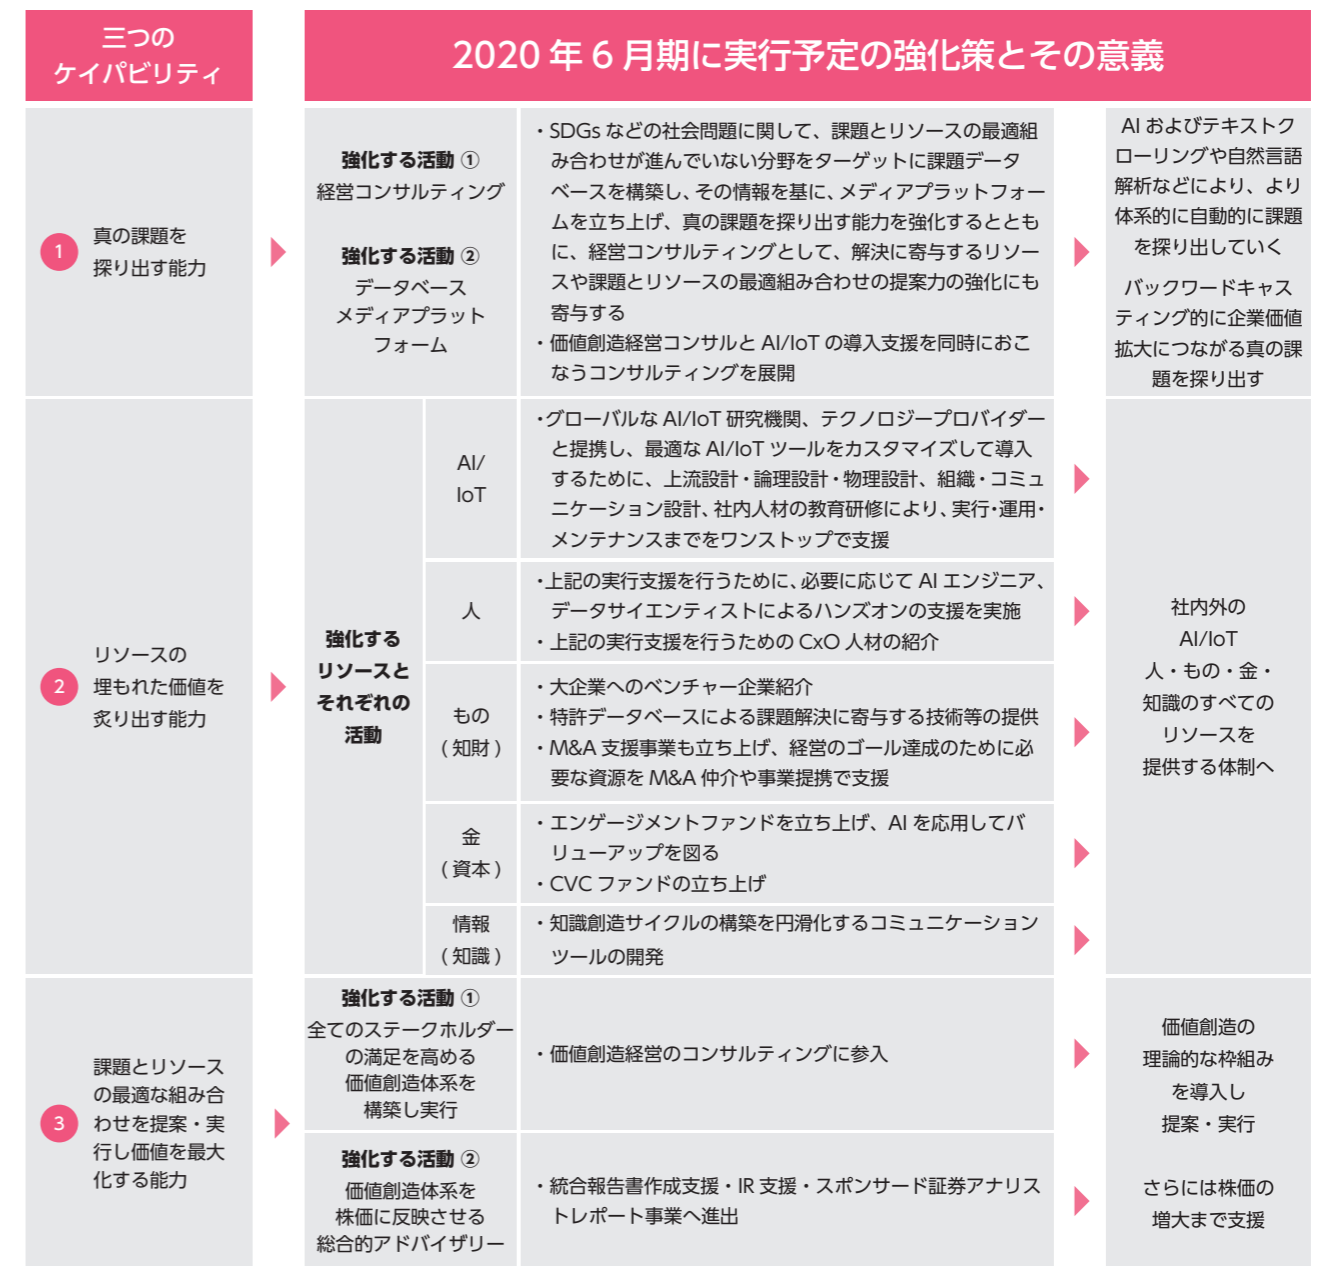 三つの
ケイパビリティ
2020 年 6 月期に実行予定の強化策とその意義
1
真の課題を
探り出す能力
強化する活動 ①
経営コンサルティング
強化する活動 ②
データベース
メディアプラット
フォーム
・SDGs などの社会問題に関して、課題とリソースの最適組
み合わせが進んでいない分野をターゲットに課題データ
ベースを構築し、その情報を基に、メディアプラットフォー
ムを立ち上げ、真の課題を探り出す能力を強化するととも
に、経営コンサルティングとして、解決に寄与するリソー
スや課題とリソースの最適組み合わせの提案力の強化にも
寄与する
・価値創造経営コンサルと AI/IoT の導入支援を同時におこ
なうコンサルティングを展開
AI およびテキストク
ローリングや自然言語
解析などにより、より
体系的に自動的に課題
を探り出していく
バックワードキャス
ティング的に企業価値
拡大につながる真の課
題を探り出す
2
リソースの
埋もれた価値を
炙り出す能力
強化する
リソースと
それぞれの
活動
AI/
IoT
・グローバルな AI/IoT 研究機関、テクノロジープロバイダー
と提携し、最適な AI/IoT ツールをカスタマイズして導入
するために、上流設計・論理設計・物理設計、組織・コミュ
ニケーション設計、社内人材の教育研修により、実行・運用・
メンテナンスまでをワンストップで支援
人
・上記の実行支援を行うために、必要に応じて AI エンジニア、
データサイエンティストによるハンズオンの支援を実施
・上記の実行支援を行うための CxO 人材の紹介
もの
( 知財 )
・大企業へのベンチャー企業紹介
・特許データベースによる課題解決に寄与する技術等の提供
・M&A 支援事業も立ち上げ、経営のゴール達成のために必
要な資源を M&A 仲介や事業提携で支援
金
( 資本 )
・エンゲージメントファンドを立ち上げ、AI を応用してバ
リューアップを図る
・CVC ファンドの立ち上げ
情報
( 知識 )
・知識創造サイクルの構築を円滑化するコミュニケーション
ツールの開発
社内外の
AI/IoT
人・もの・金・
知識のすべての
リソースを
提供する体制へ
3
課題とリソース
の最適な組み合
わせを提案・実
行し価値を最大
化する能力
強化する活動 ①
全てのステークホルダー
の満足を高める
価値創造体系を
構築し実行
・価値創造経営のコンサルティングに参入
価値創造の
理論的な枠組み
を導入し
提案・実行
強化する活動 ②
価値創造体系を
株価に反映させる
総合的アドバイザリー
・統合報告書作成支援・IR 支援・スポンサード証券アナリス
トレポート事業へ進出
さらには株価の
増大まで支援